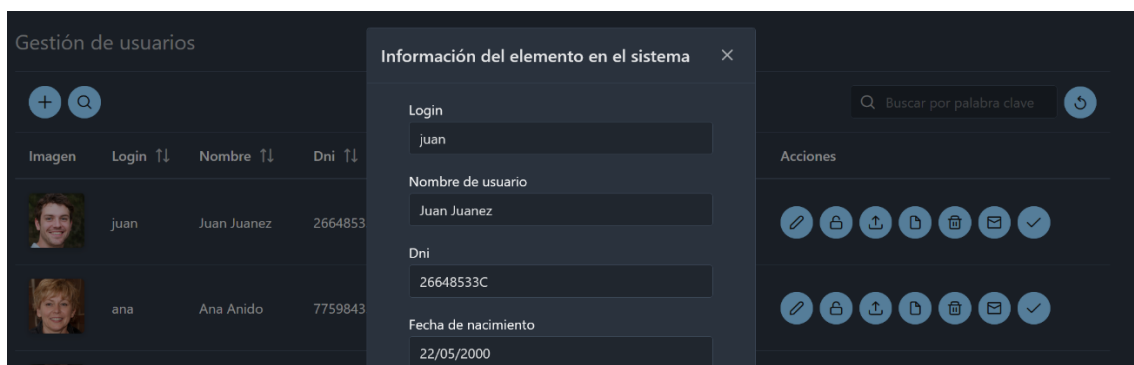 Gestión de usuarios
Información del elemento en el sistema
Buscar por palabra clave
Imagen Login Nombre Dni Acciones
juan Juan Juanez 2664853
ana Ana Anido 7759843
Login
juan
Nombre de usuario
Juan Juanez
Dni
26648533C
Fecha de nacimiento
22/05/2000